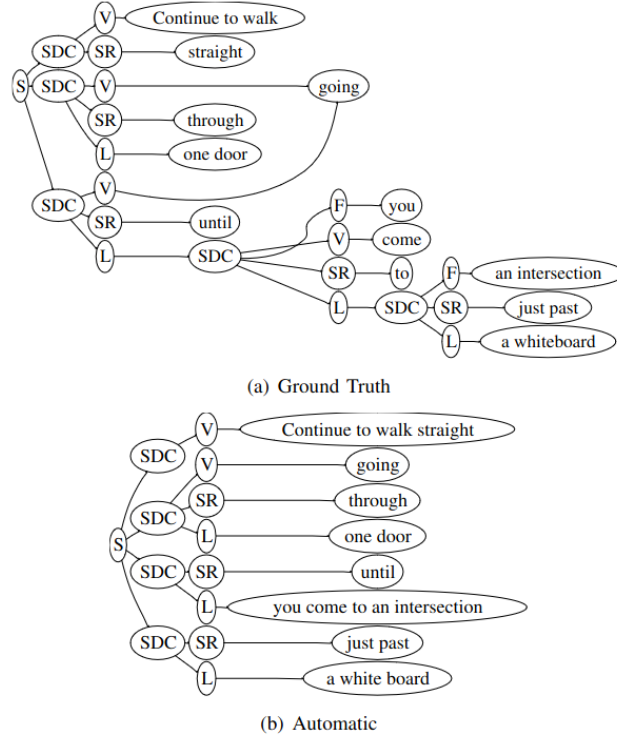 V Continue to walk
SDC SR straight
S SDC V going
SR through
L one door
SDC V
SR until
L SDC
F you
V come
SR to
L SDC
F an intersection
SR just past
L a whiteboard
(a) Ground Truth
V Continue to walk straight
SDC
V going
SDC SR through
L one door
S
SDC SR until
L you come to an intersection
SDC SR just past
L a white board
(b) Automatic